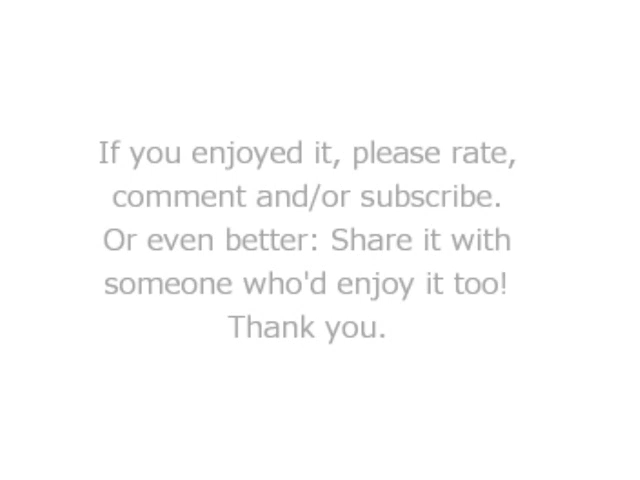 If you enjoyed it, please rate,
comment and/or subscribe.
Or even better: Share it with
someone who'd enjoy it too!
Thank you.